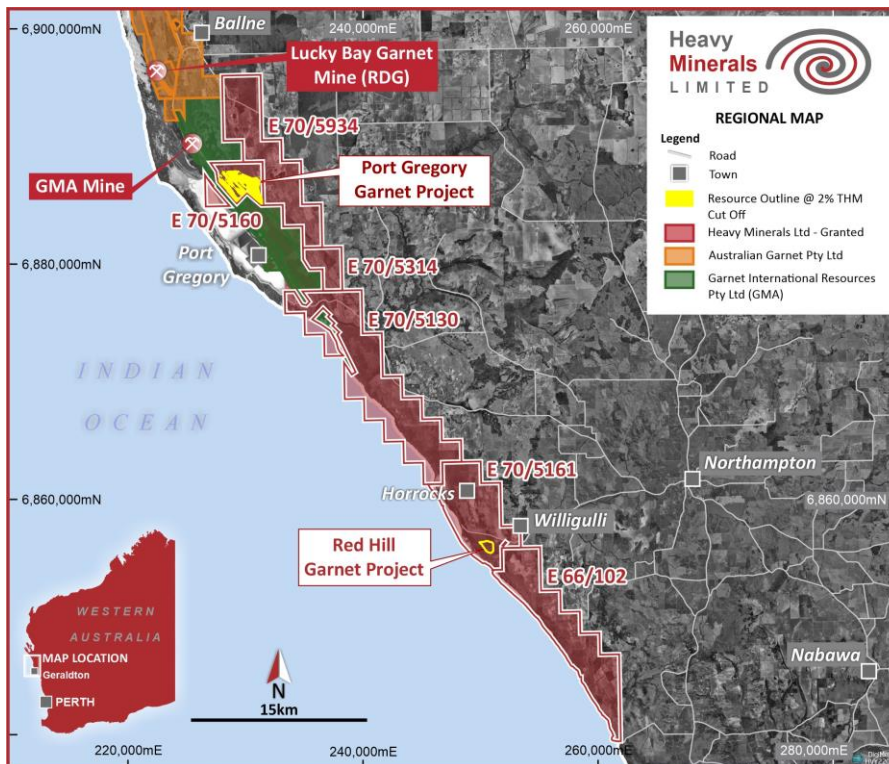 6,900,000mN
Ballne
240,000mE
260,000mE
Lucky Bay Garnet
Mine (RDG)
E 70/5934
GMA Mine
Port Gregory
Garnet Project
E 70/5160
Port
Gregory
6,880,000mN
E 70/5314
E 70/5130
INDIAN
OCEAN
E 70/5161
Horrocks
Northampton
6,860,000mN
6,860,000mN
Willigulli
Red Hill
Garnet Project
E 66/102
Nabawa
Heavy
Minerals
LIMITED
REGIONAL MAP
Legend
Road
Town
Resource Outline @ 2% THM
Cut Off
Heavy Minerals Ltd - Granted
Australian Garnet Pty Ltd
Garnet International Resources
Pty Ltd (GMA)
WESTERN
AUSTRALIA
MAP LOCATION
Geraldton
PERTH
N
15km
220,000mE
240,000mE
260,000mE
280,000mE